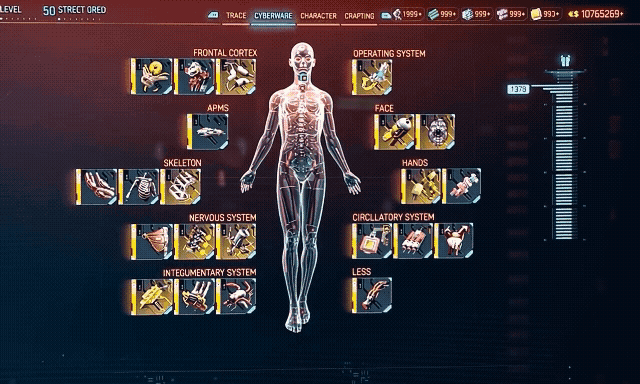 LEVEL 50 STRECT ORED
TRACE CYBERWARE CHARACTER CRAFTING 1999+ 999+ 999+ 999+ 993+ €$ 10765269+
FRONTAL CORTEX OPERATING SYSTEM
APMS FACE
1379
SKELETON HANDS
NERVOUS SYSTEM CIRCLLATORY SYSTEM
INTEGUMENTARY SYSTEM LESS